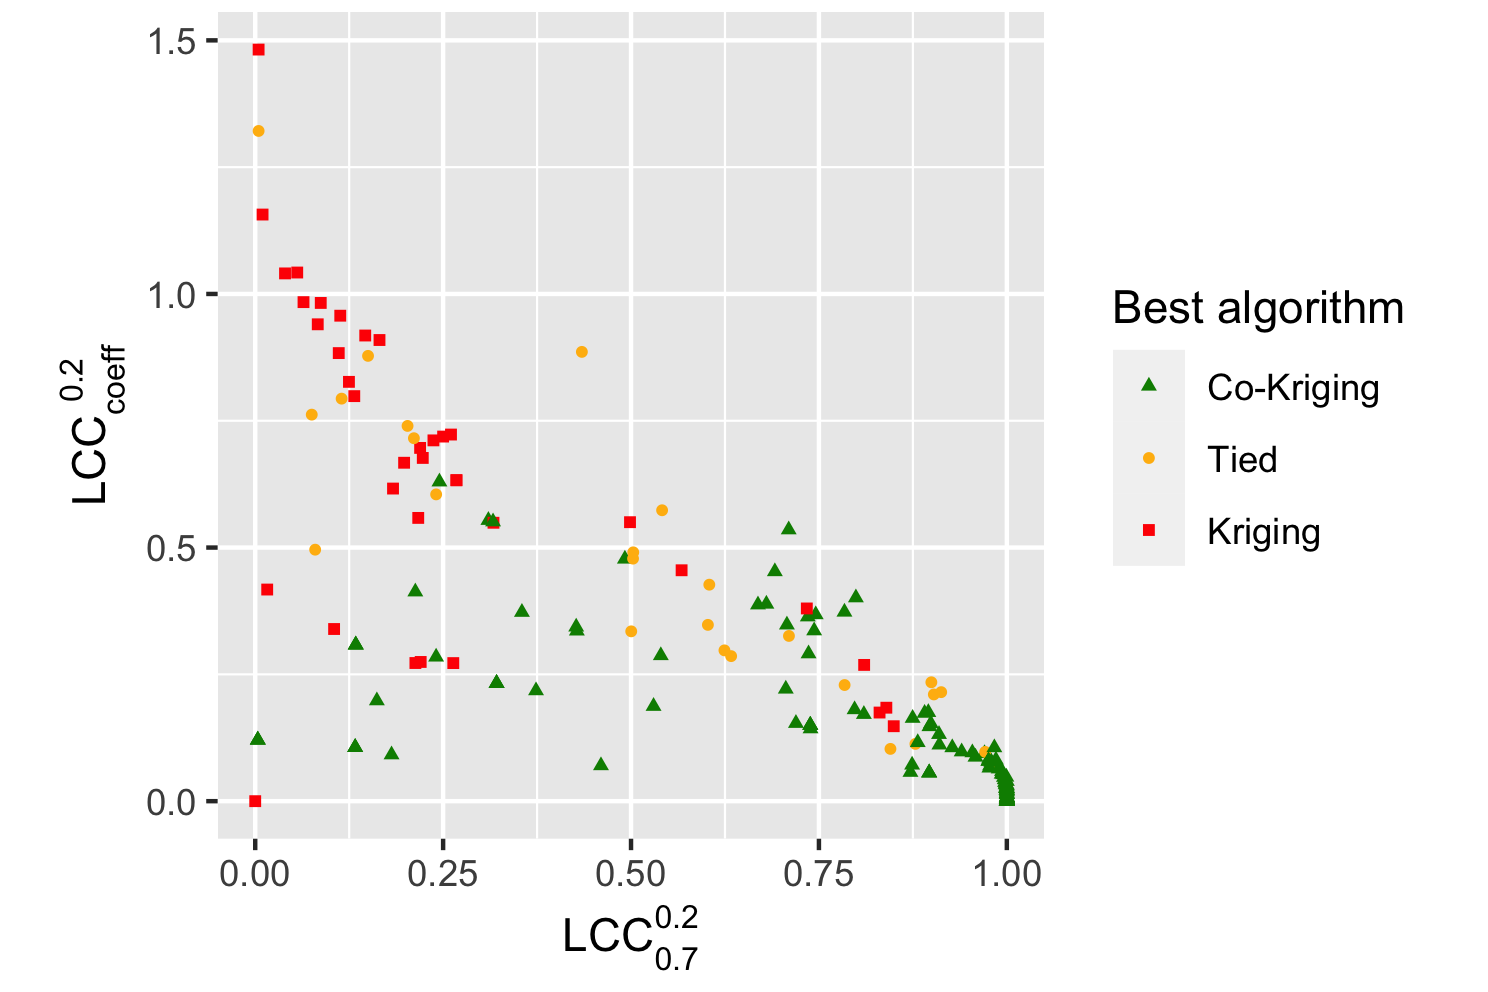 1.5
1.0
0.5
0.0
LCC^{0.2}_{coeff}
0.00 0.25 0.50 0.75 1.00
LCC^{0.2}_{0.7}
Best algorithm
Co-Kriging
Tied
Kriging